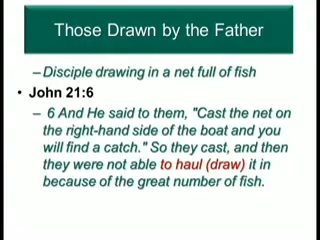 Those Drawn by the Father
– Disciple drawing in a net full of fish
• John 21:6
– 6 And He said to them, "Cast the net on
the right-hand side of the boat and you
will find a catch." So they cast, and then
they were not able to haul (draw) it in
because of the great number of fish.